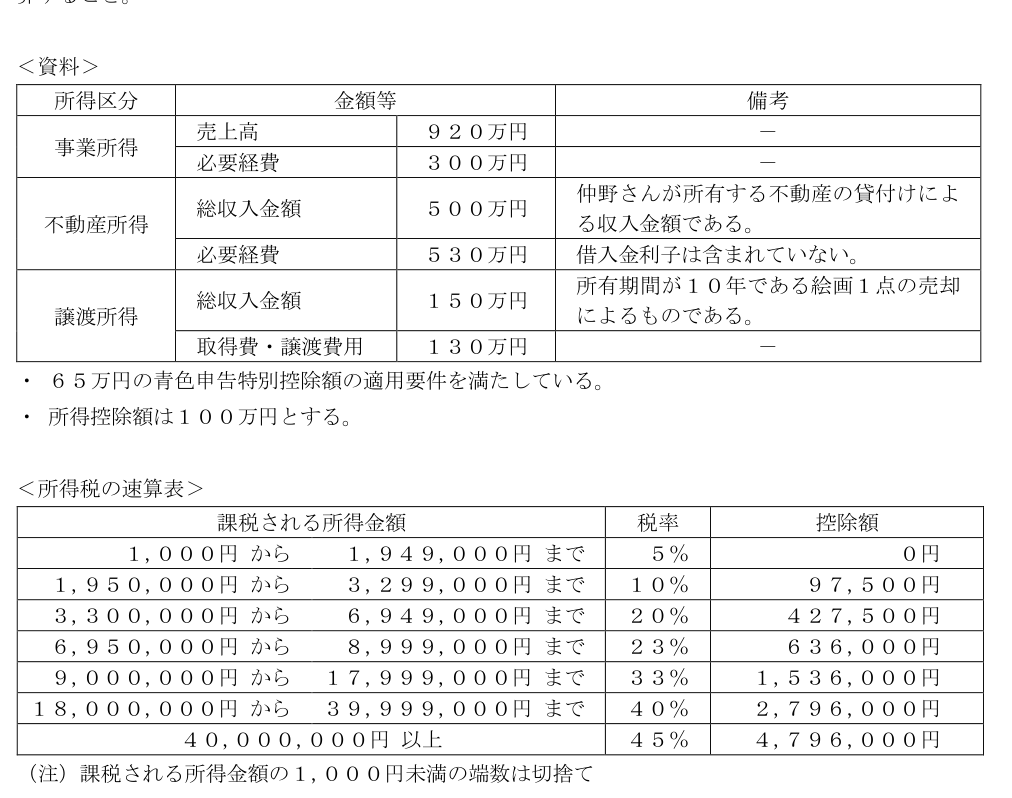 算すること。
＜資料＞
所得区分 金額等 備考
事業所得 売上高 ９２０万円 －
必要経費 ３００万円 －
不動産所得 総収入金額 ５００万円 仲野さんが所有する不動産の貸付けによ
る収入金額である。
必要経費 ５３０万円 借入金利子は含まれていない。
譲渡所得 総収入金額 １５０万円 所有期間が１０年である絵画１点の売却
によるものである。
取得費・譲渡費用 １３０万円 －
・ ６５万円の青色申告特別控除額の適用要件を満たしている。
・ 所得控除額は１００万円とする。
＜所得税の速算表＞
課税される所得金額 税率 控除額
１，０００円 から １，９４９，０００円 まで ５％ ０円
１，９５０，０００円 から ３，２９９，０００円 まで １０％ ９７，５００円
３，３００，０００円 から ６，９４９，０００円 まで ２０％ ４２７，５００円
６，９５０，０００円 から ８，９９９，０００円 まで ２３％ ６３６，０００円
９，０００，０００円 から １７，９９９，０００円 まで ３３％ １，５３６，０００円
１８，０００，０００円 から ３９，９９９，０００円 まで ４０％ ２，７９６，０００円
４０，０００，０００円 以上 ４５％ ４，７９６，０００円
（注）課税される所得金額の１，０００円未満の端数は切捨て